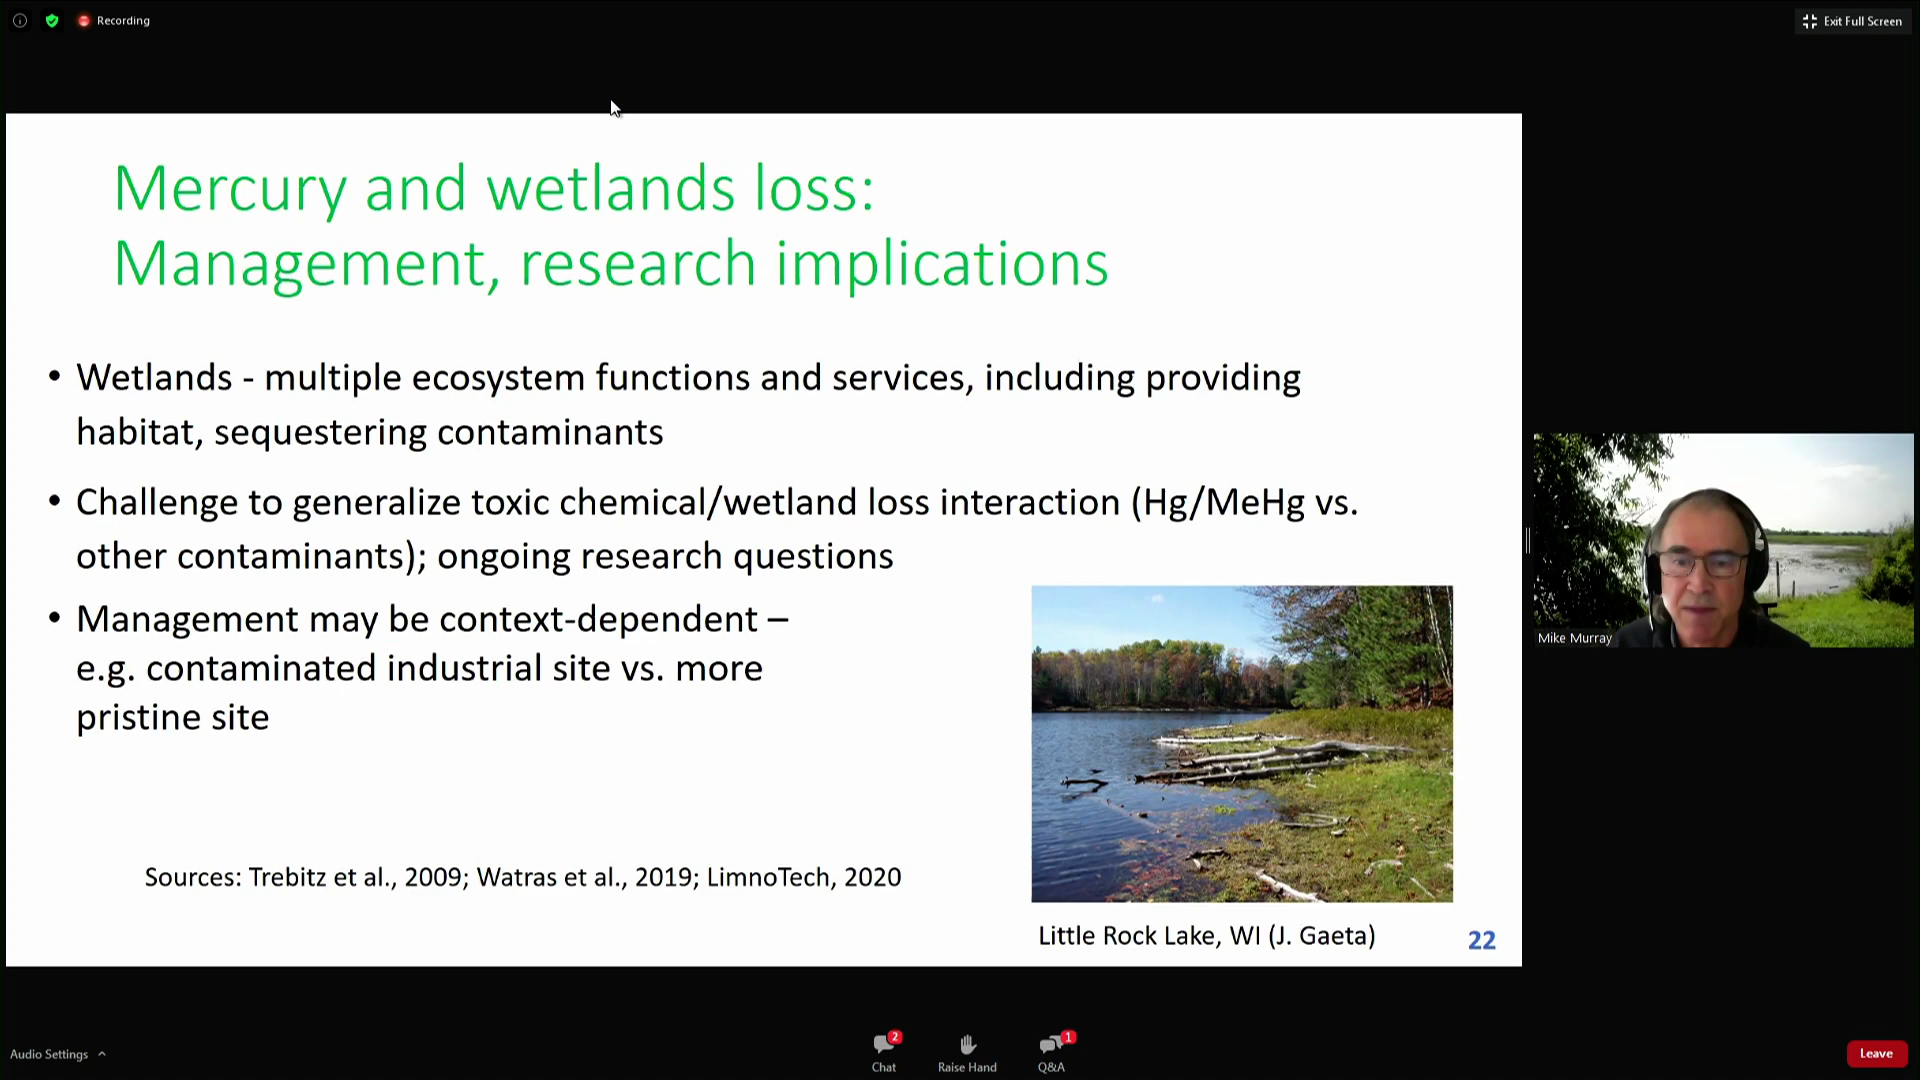 Recording
Exit Full Screen
Mercury and wetlands loss:
Management, research implications
• Wetlands - multiple ecosystem functions and services, including providing
habitat, sequestering contaminants
• Challenge to generalize toxic chemical/wetland loss interaction (Hg/MeHg vs.
other contaminants); ongoing research questions
• Management may be context-dependent –
e.g. contaminated industrial site vs. more
pristine site
Sources: Trebitz et al., 2009; Watras et al., 2019; LimnoTech, 2020
Little Rock Lake, WI (J. Gaeta)
22
Mike Murray
Audio Settings
2
Chat
Raise Hand
1
Q&A
Leave